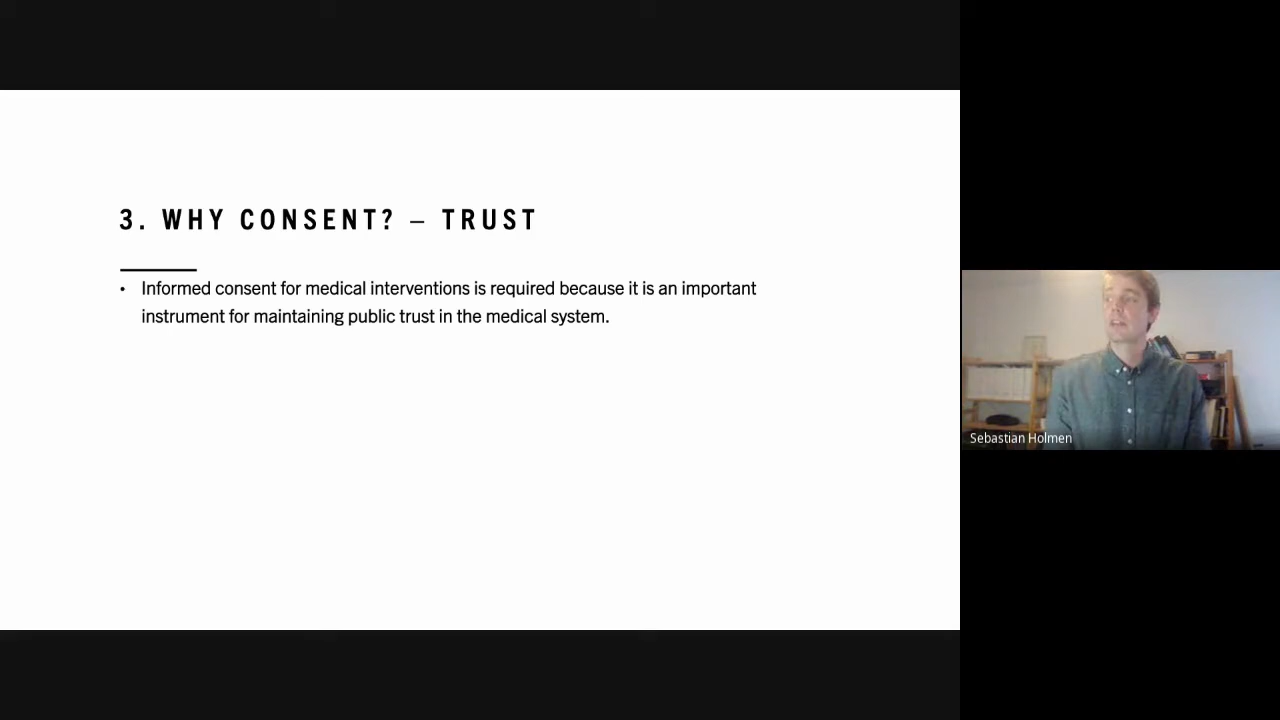 3. WHY CONSENT? – TRUST
• Informed consent for medical interventions is required because it is an important
instrument for maintaining public trust in the medical system.
Sebastian Holmen